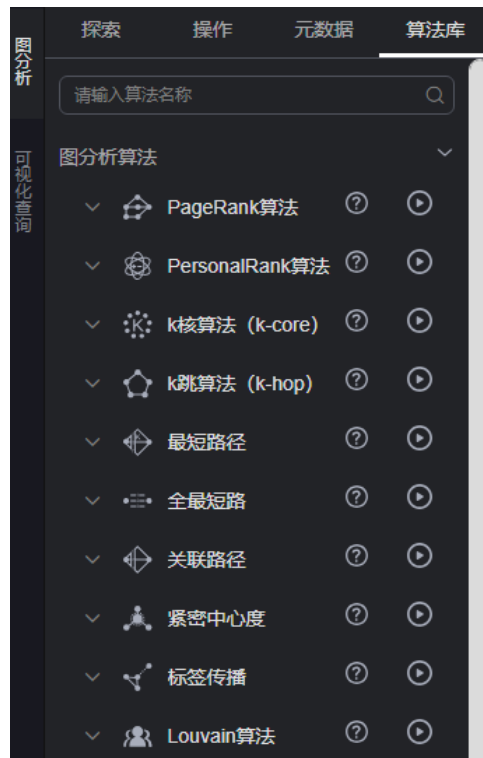 图分析
可视化查询
探索 操作 元数据 算法库
请输入算法名称
图分析算法
PageRank算法
PersonalRank算法
k核算法（k-core）
k跳算法（k-hop）
最短路径
全最短路
关联路径
紧密中心度
标签传播
Louvain算法